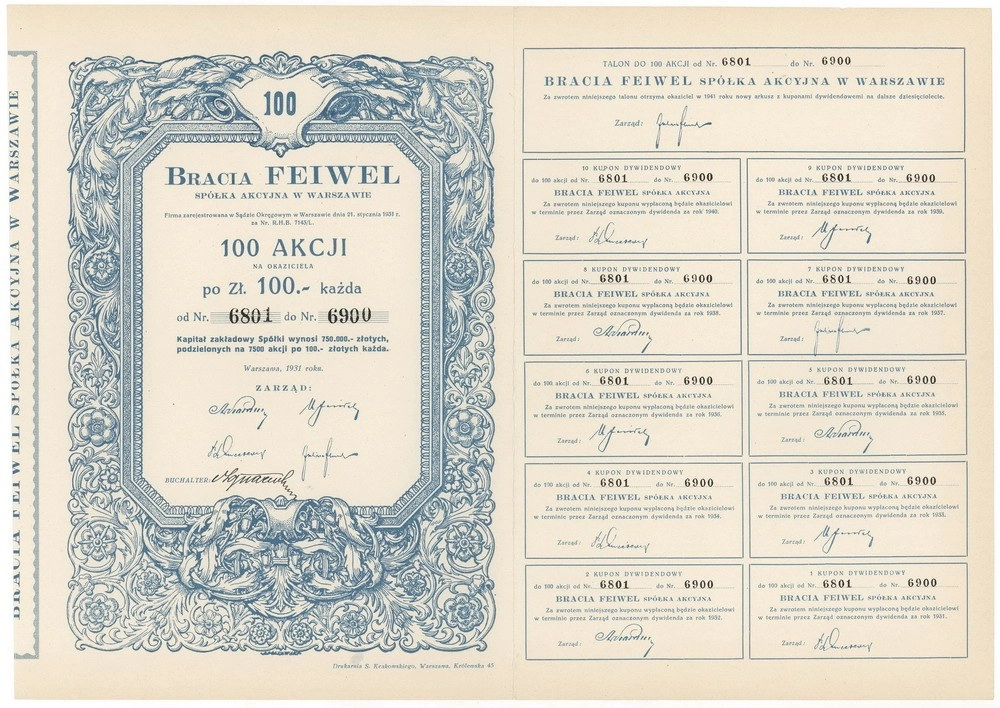 BRACIA FEIWEL SPÓŁKA AKCYJNA W WARSZAWIE
100
BRACIA FEIWEL
SPÓŁKA AKCYJNA W WARSZAWIE
Firma zarejestrowana w Sądzie Okręgowym w Warszawie dnia 21. stycznia 1931 r.
za Nr. R.H.B. 7143/L.
100 AKCJI
NA OKAZICIELA
po Zł. 100.- każda
od Nr. 6801 do Nr. 6900
Kapitał zakładowy Spółki wynosi 750.000.- złotych,
podzielonych na 7500 akcji po 100.- złotych każda.
Warszawa, 1931 roku.
ZARZĄD:
BUCHALTER:
Drukarnia S. Krakowskiego, Warszawa, Królewska 45
TALON DO 100 AKCJI od Nr. 6801 do Nr. 6900
BRACIA FEIWEL SPÓŁKA AKCYJNA W WARSZAWIE
Za zwrotem niniejszego talonu otrzyma okaziciel w 1941 roku nowy arkusz z kuponami dywidendowemi na dalsze dziesięciolecie.
Zarząd:
10 KUPON DYWIDENDOWY
do 100 akcji od Nr. 6801 do Nr. 6900
BRACIA FEIWEL SPÓŁKA AKCYJNA
Za zwrotem niniejszego kuponu wypłaconą będzie okazicielowi
w terminie przez Zarząd oznaczonym dywidenda za rok 1940.
Zarząd:
9 KUPON DYWIDENDOWY
do 100 akcji od Nr. 6801 do Nr. 6900
BRACIA FEIWEL SPÓŁKA AKCYJNA
Za zwrotem niniejszego kuponu wypłaconą będzie okazicielowi
w terminie przez Zarząd oznaczonym dywidenda za rok 1939.
Zarząd:
8 KUPON DYWIDENDOWY
do 100 akcji od Nr. 6801 do Nr. 6900
BRACIA FEIWEL SPÓŁKA AKCYJNA
Za zwrotem niniejszego kuponu wypłaconą będzie okazicielowi
w terminie przez Zarząd oznaczonym dywidenda za rok 1938.
Zarząd:
7 KUPON DYWIDENDOWY
do 100 akcji od Nr. 6801 do Nr. 6900
BRACIA FEIWEL SPÓŁKA AKCYJNA
Za zwrotem niniejszego kuponu wypłaconą będzie okazicielowi
w terminie przez Zarząd oznaczonym dywidenda za rok 1937.
Zarząd:
6 KUPON DYWIDENDOWY
do 100 akcji od Nr. 6801 do Nr. 6900
BRACIA FEIWEL SPÓŁKA AKCYJNA
Za zwrotem niniejszego kuponu wypłaconą będzie okazicielowi
w terminie przez Zarząd oznaczonym dywidenda za rok 1936.
Zarząd:
5 KUPON DYWIDENDOWY
do 100 akcji od Nr. 6801 do Nr. 6900
BRACIA FEIWEL SPÓŁKA AKCYJNA
Za zwrotem niniejszego kuponu wypłaconą będzie okazicielowi
w terminie przez Zarząd oznaczonym dywidenda za rok 1935.
Zarząd:
4 KUPON DYWIDENDOWY
do 100 akcji od Nr. 6801 do Nr. 6900
BRACIA FEIWEL SPÓŁKA AKCYJNA
Za zwrotem niniejszego kuponu wypłaconą będzie okazicielowi
w terminie przez Zarząd oznaczonym dywidenda za rok 1934.
Zarząd:
3 KUPON DYWIDENDOWY
do 100 akcji od Nr. 6801 do Nr. 6900
BRACIA FEIWEL SPÓŁKA AKCYJNA
Za zwrotem niniejszego kuponu wypłaconą będzie okazicielowi
w terminie przez Zarząd oznaczonym dywidenda za rok 1933.
Zarząd:
2 KUPON DYWIDENDOWY
do 100 akcji od Nr. 6801 do Nr. 6900
BRACIA FEIWEL SPÓŁKA AKCYJNA
Za zwrotem niniejszego kuponu wypłaconą będzie okazicielowi
w terminie przez Zarząd oznaczonym dywidenda za rok 1932.
Zarząd:
1 KUPON DYWIDENDOWY
do 100 akcji od Nr. 6801 do Nr. 6900
BRACIA FEIWEL SPÓŁKA AKCYJNA
Za zwrotem niniejszego kuponu wypłaconą będzie okazicielowi
w terminie przez Zarząd oznaczonym dywidenda za rok 1931.
Zarząd: